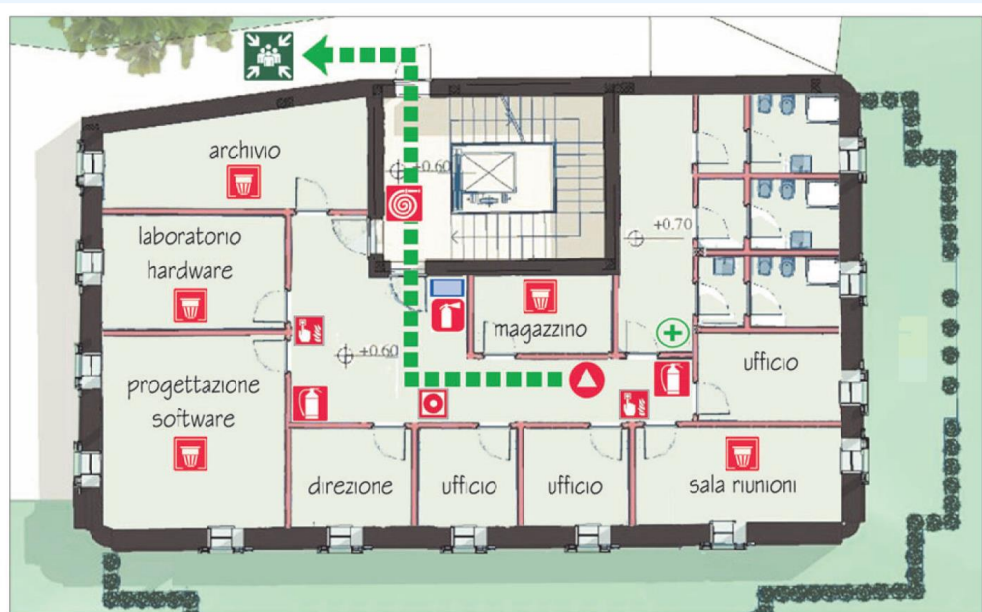 archivio
+0.60
laboratorio
hardware
+0.70
magazzino
+0.60
ufficio
progettazione
software
direzione
ufficio
ufficio
sala riunioni